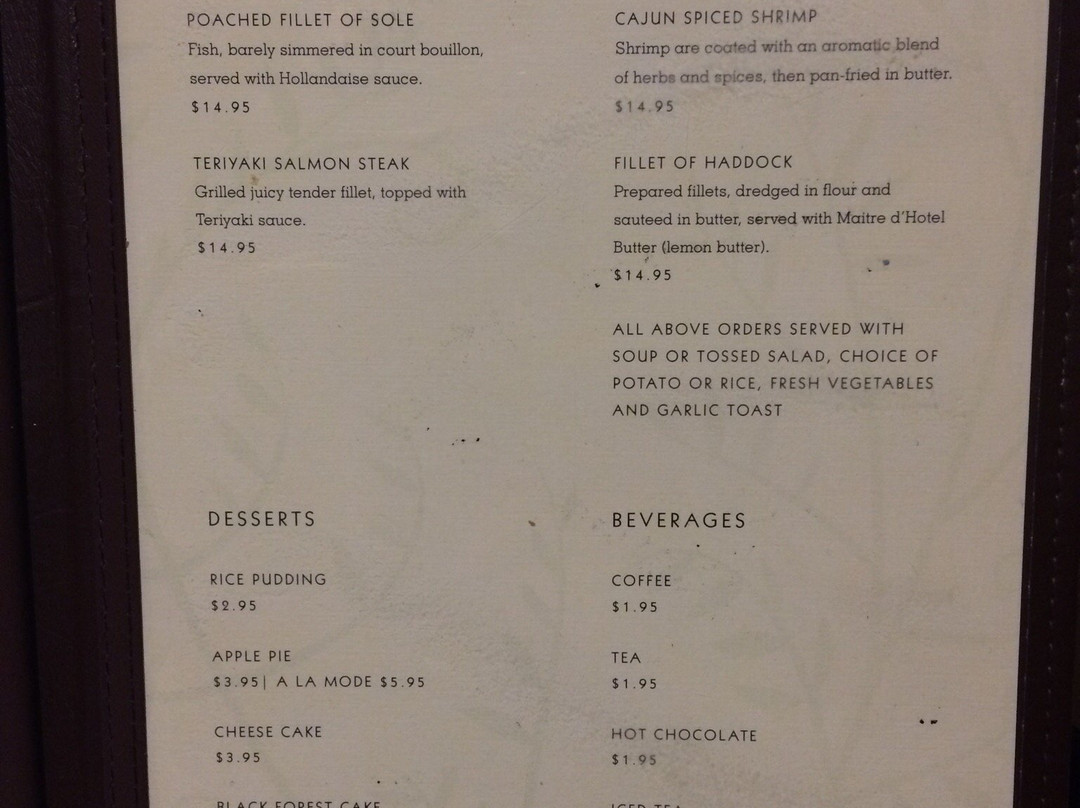 POACHED FILLET OF SOLE
Fish, barely simmered in court bouillon,
served with Hollandaise sauce.
$14.95
TERIYAKI SALMON STEAK
Grilled juicy tender fillet, topped with
Teriyaki sauce.
$14.95
CAJUN SPICED SHRIMP
Shrimp are coated with an aromatic blend
of herbs and spices, then pan-fried in butter.
$14.95
FILLET OF HADDOCK
Prepared fillets, dredged in flour and
sauteed in butter, served with Maitre d'Hotel
Butter (lemon butter).
$14.95
ALL ABOVE ORDERS SERVED WITH
SOUP OR TOSSED SALAD, CHOICE OF
POTATO OR RICE, FRESH VEGETABLES
AND GARLIC TOAST
DESSERTS
RICE PUDDING
$2.95
APPLE PIE
$3.95| A LA MODE $5.95
CHEESE CAKE
$3.95
BLACK FOREST CAKE
BEVERAGES
COFFEE
$1.95
TEA
$1.95
HOT CHOCOLATE
$1.95
ICED TEA